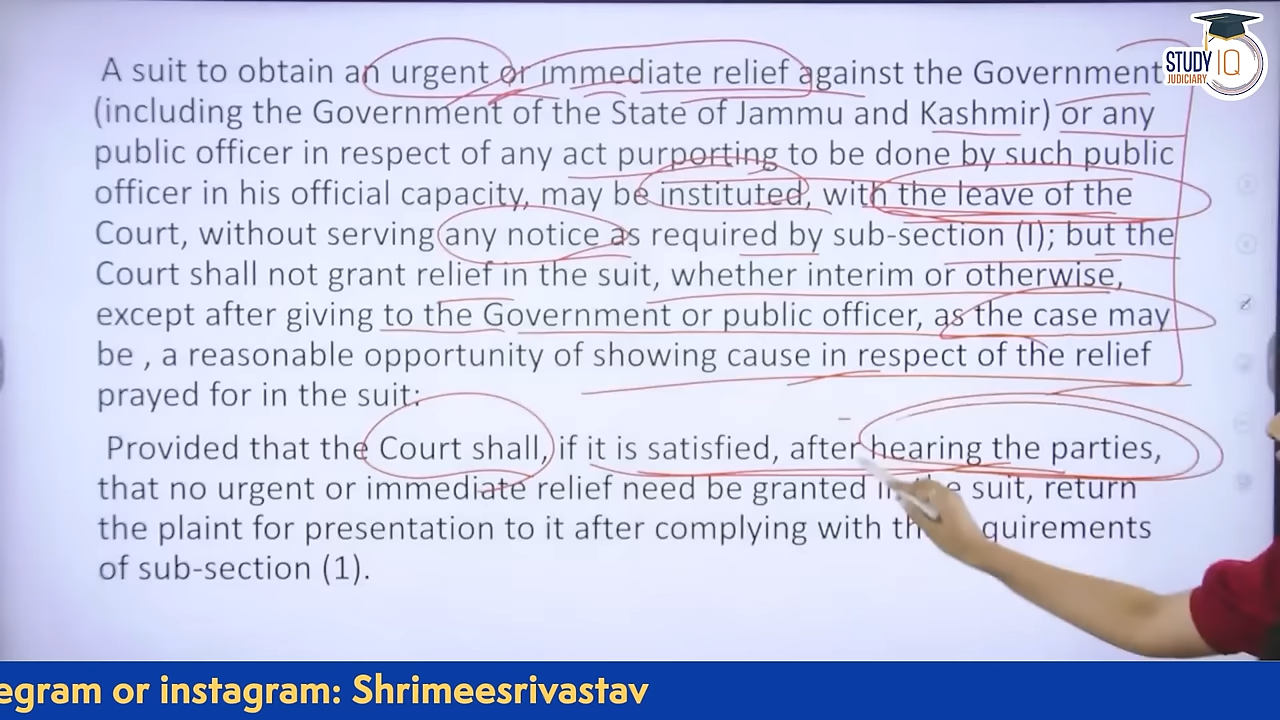 A suit to obtain an urgent or immediate relief against the Government
(including the Government of the State of Jammu and Kashmir) or any
public officer in respect of any act purporting to be done by such public
officer in his official capacity, may be instituted, with the leave of the
Court, without serving any notice as required by sub-section (I); but the
Court shall not grant relief in the suit, whether interim or otherwise,
except after giving to the Government or public officer, as the case may
be , a reasonable opportunity of showing cause in respect of the relief
prayed for in the suit:
Provided that the Court shall, if it is satisfied, after hearing the parties,
that no urgent or immediate relief need be granted in the suit, return
the plaint for presentation to it after complying with the requirements
of sub-section (1).
STUDY IQ
JUDICIARY
egram or instagram: Shrimeesrivastav